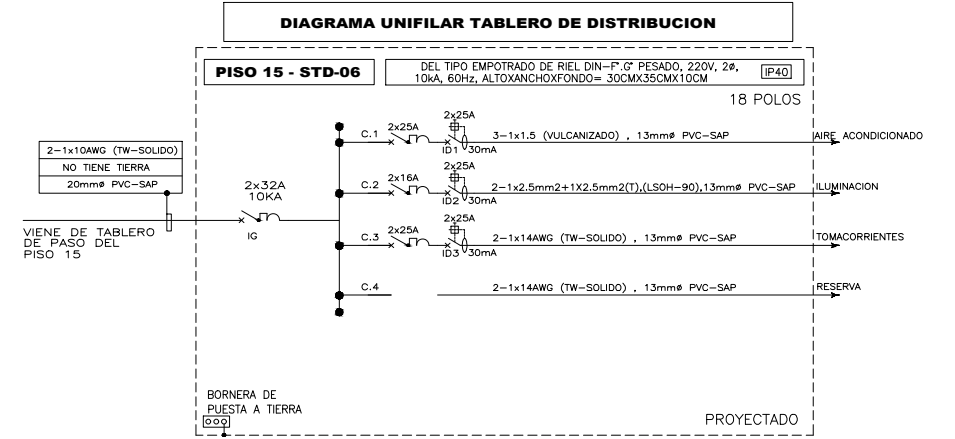 DIAGRAMA UNIFILAR TABLERO DE DISTRIBUCION
PISO 15 - STD-06
DEL TIPO EMPOTRADO DE RIEL DIN-F°.G° PESADO, 220V, 2ø,
10kA, 60Hz, ALTOXANCHOXFONDO= 30CMX35CMX10CM
IP40
18 POLOS
2-1x10AWG (TW-SOLIDO)
NO TIENE TIERRA
20mmø PVC-SAP
VIENE DE TABLERO
DE PASO DEL
PISO 15
2x32A
10KA
IG
C.1
2x25A
2x25A
ID1
30mA
3-1x1.5 (VULCANIZADO) , 13mmø PVC-SAP
AIRE ACONDICIONADO
C.2
2x16A
2x25A
ID2
30mA
2-1x2.5mm2+1X2.5mm2(T),(LSOH-90),13mmø PVC-SAP
ILUMINACION
C.3
2x25A
2x25A
ID3
30mA
2-1x14AWG (TW-SOLIDO) , 13mmø PVC-SAP
TOMACORRIENTES
C.4
2-1x14AWG (TW-SOLIDO) , 13mmø PVC-SAP
RESERVA
BORNERA DE
PUESTA A TIERRA
PROYECTADO